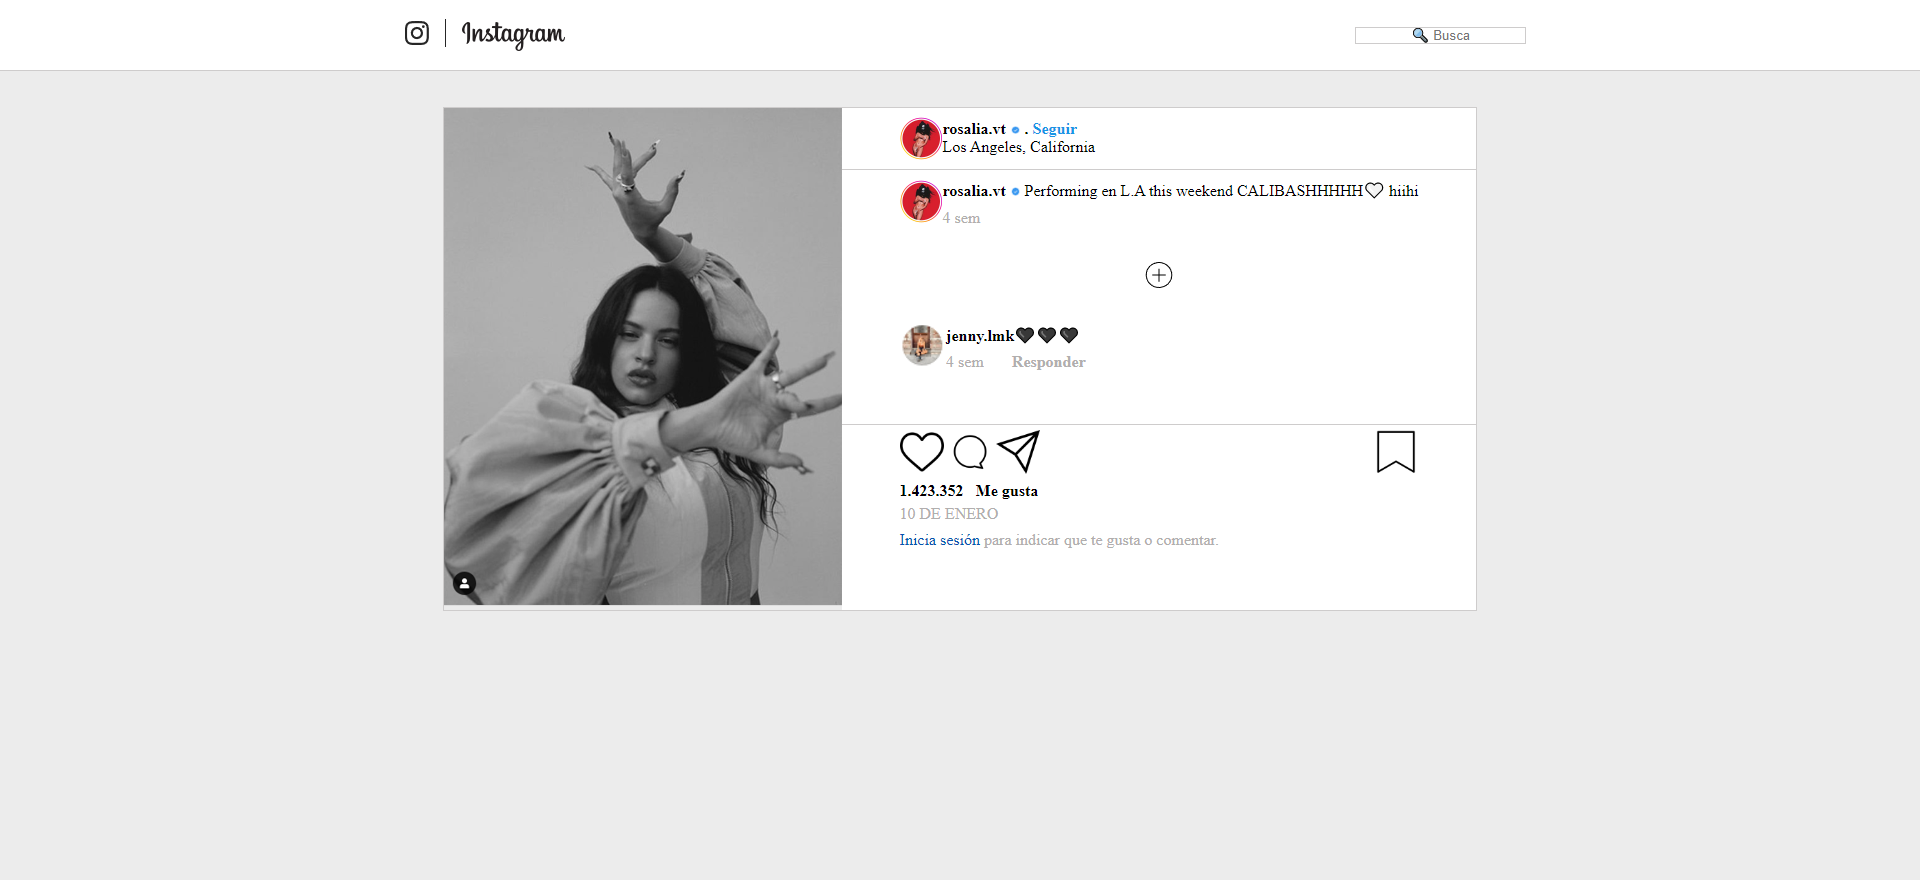 Instagram
🔍 Busca
rosalia.vt . Seguir
Los Angeles, California
rosalia.vt Performing en L.A this weekend CALIBASHHHHH♡ hiihi
4 sem
jenny.lmk🖤🖤🖤
4 sem Responder
1.423.352 Me gusta
10 DE ENERO
Inicia sesión para indicar que te gusta o comentar.